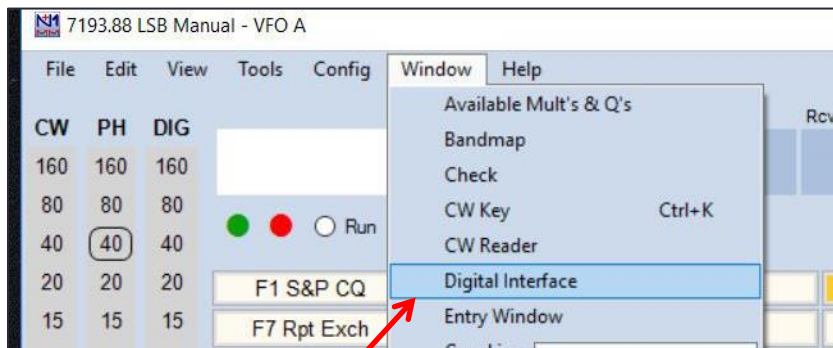 7193.88 LSB Manual - VFO A
File Edit View Tools Config Window Help
Available Mult's & Q's
Rcv
CW PH DIG
Bandmap
160 160 160
Check
80 80 80
CW Key Ctrl+K
Run
40 40 40
CW Reader
20 20 20
F1 S&P CQ
Digital Interface
15 15 15
F7 Rpt Exch
Entry Window